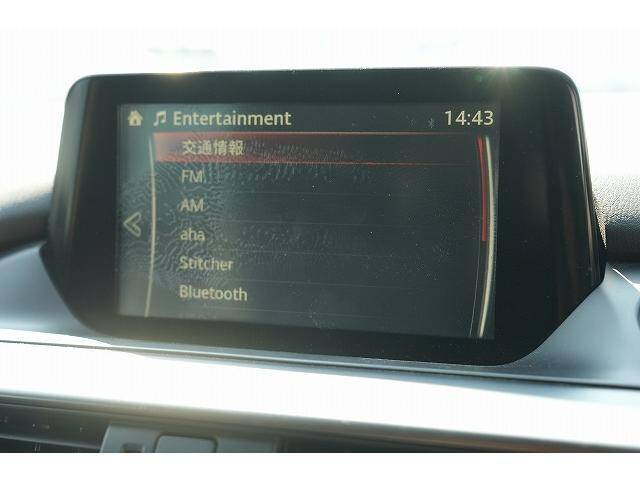 Entertainment 14:43
交通情報
FM
AM
aha
Stitcher
Bluetooth